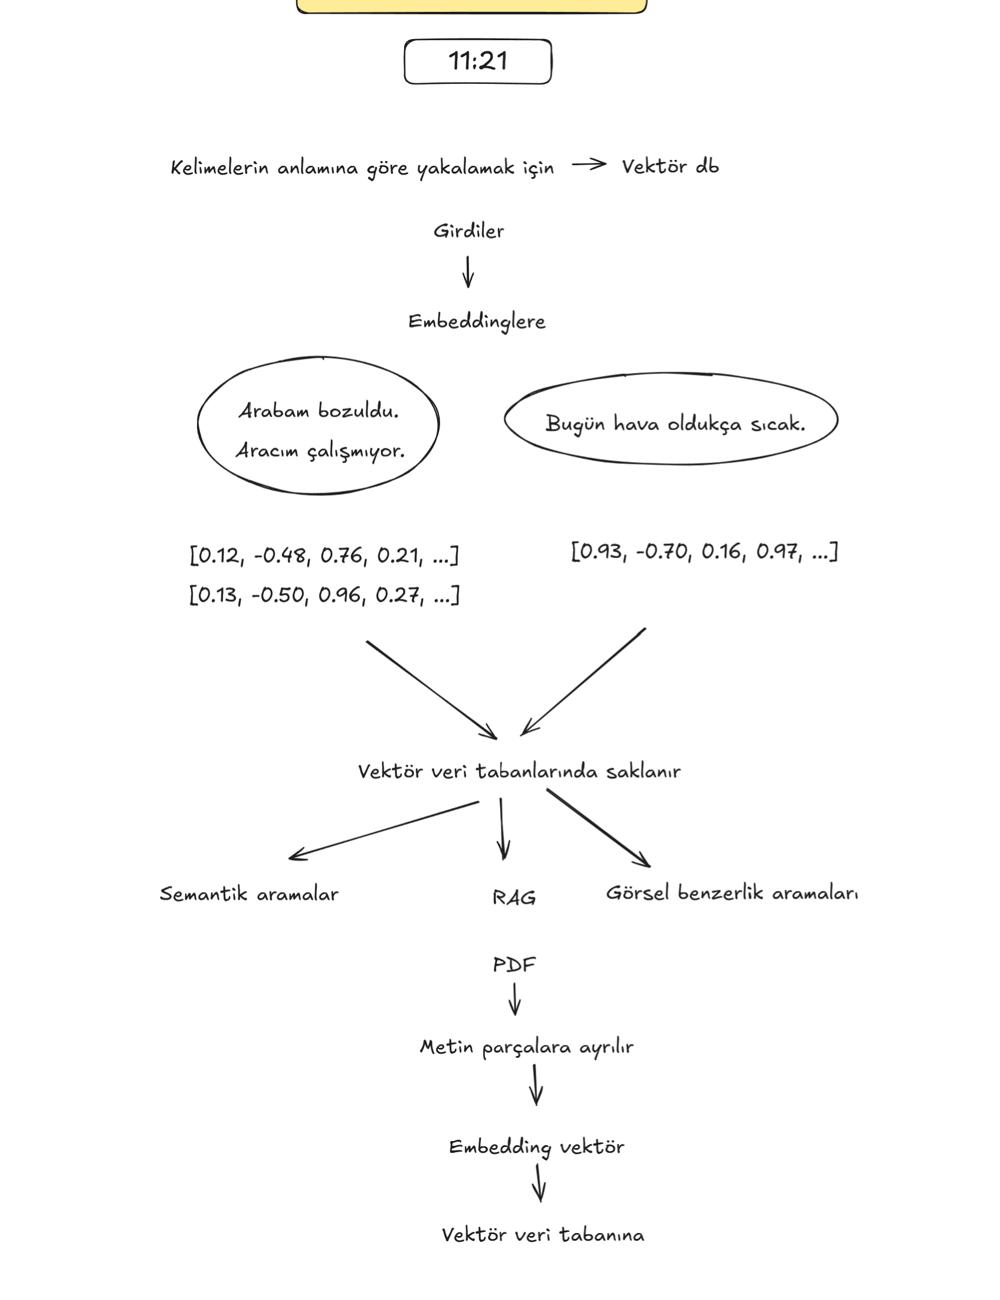 11:21
Kelimelerin anlamına göre yakalamak için → Vektör db
Girdiler
↓
Embeddinglere
Arabam bozuldu.
Aracım çalışmıyor.
Bugün hava oldukça sıcak.
[0.12, -0.48, 0.76, 0.21, ...]
[0.13, -0.50, 0.96, 0.27, ...]
[0.93, -0.70, 0.16, 0.97, ...]
Vektör veri tabanlarında saklanır
Semantik aramalar
RAG
Görsel benzerlik aramaları
PDF
↓
Metin parçalara ayrılır
↓
Embedding vektör
↓
Vektör veri tabanına